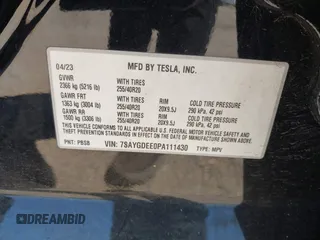 04/23 MFD BY TESLA, INC.
GVWR
2366 kg (5216 lb) WITH TIRES 255/40R20
GAWR FRT WITH TIRES RIM COLD TIRE PRESSURE
1363 kg (3004 lb) 255/40R20 20X9.5J 290 kPa, 42 psi
GAWR RR WITH TIRES RIM COLD TIRE PRESSURE
1500 kg (3306 lb) 255/40R20 20X9.5J 290 kPa, 42 psi
THIS VEHICLE CONFORMS TO ALL APPLICABLE FEDERAL
MOTOR VEHICLE SAFETY AND THEFT PREVENTION STANDARDS
IN EFFECT ON THE DATE OF MANUFACTURE SHOWN ABOVE.
PNT: PBSB VIN: 7SAYGDEE0PA111430 TYPE: MPV
DREAMBID